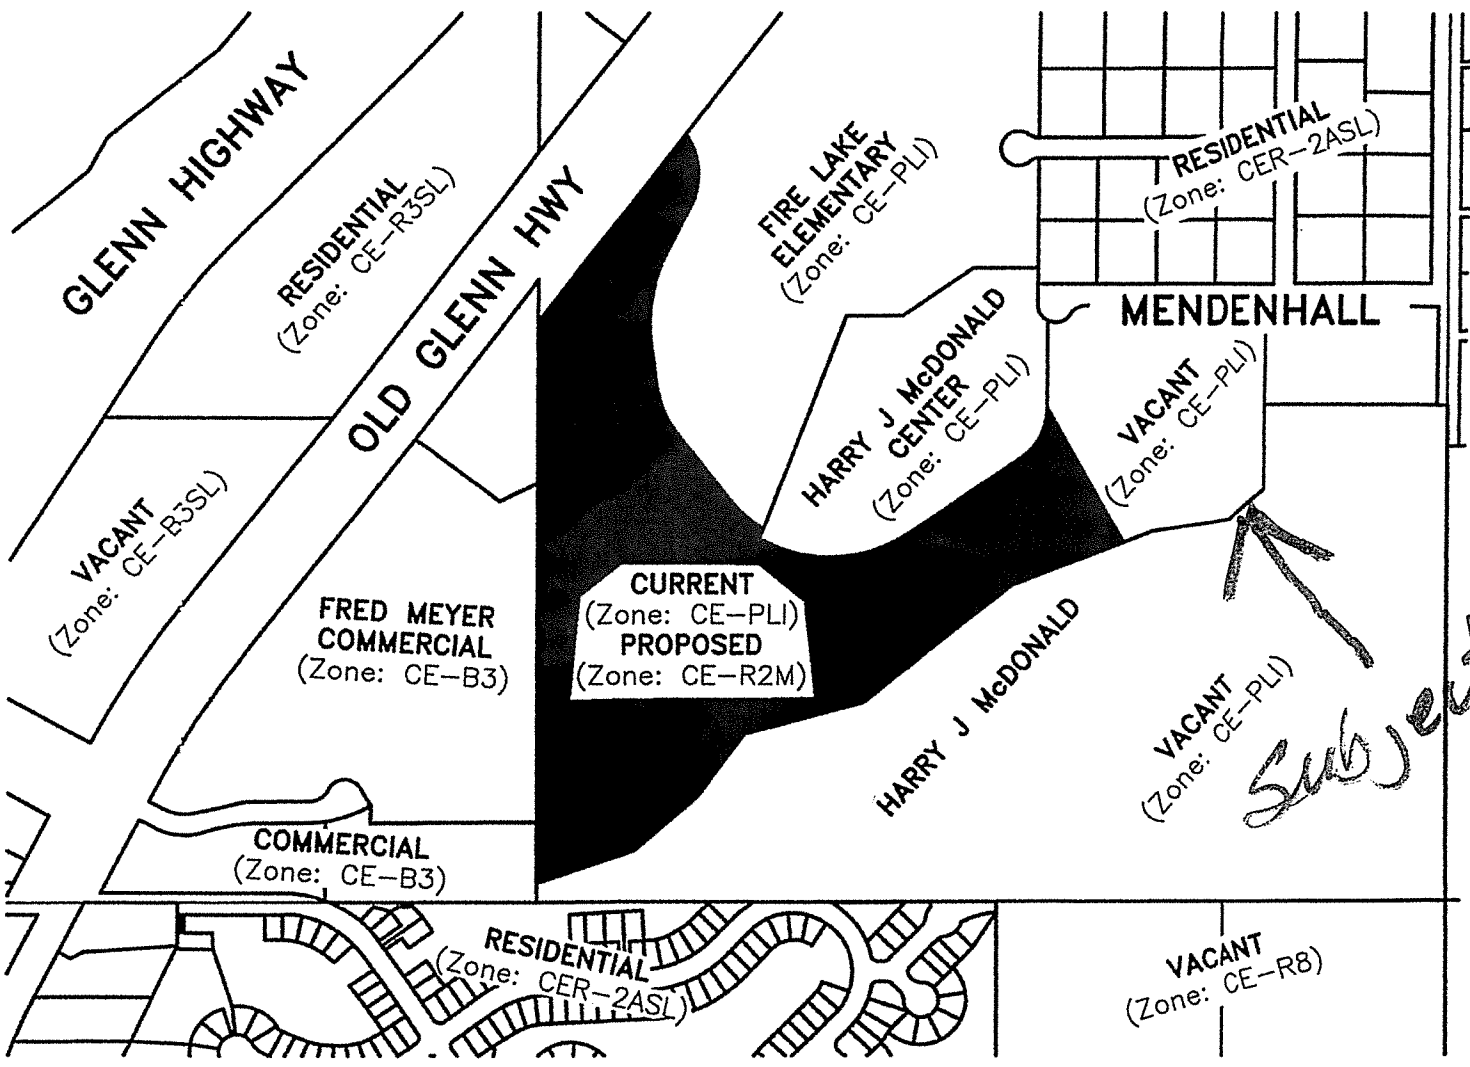 GLENN HIGHWAY
RESIDENTIAL
(Zone: CE-R3SL)
OLD GLENN HWY
FIRE LAKE
ELEMENTARY
(Zone: CE-PLI)
RESIDENTIAL
(Zone: CER-2ASL)
MENDENHALL
HARRY J McDONALD
CENTER
(Zone: CE-PLI)
VACANT
(Zone: CE-PLI)
VACANT
(Zone: CE-B3SL)
FRED MEYER
COMMERCIAL
(Zone: CE-B3)
CURRENT
(Zone: CE-PLI)
PROPOSED
(Zone: CE-R2M)
HARRY J McDONALD
VACANT
(Zone: CE-PLI)
COMMERCIAL
(Zone: CE-B3)
RESIDENTIAL
(Zone: CER-2ASL)
VACANT
(Zone: CE-R8)